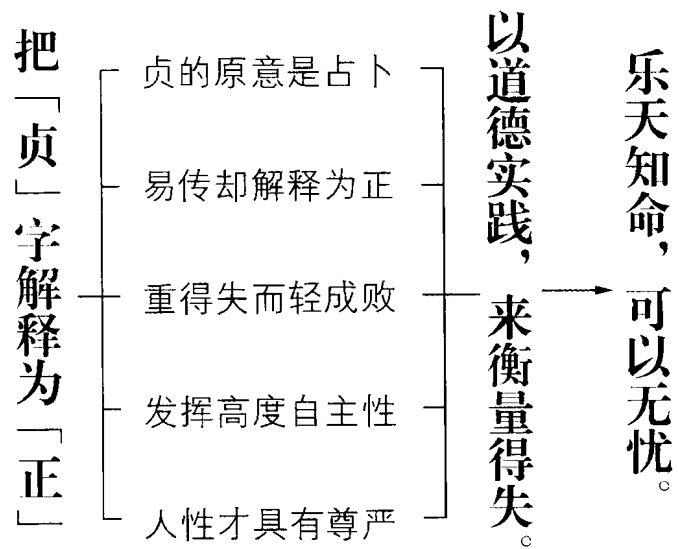 把「贞」字解释为「正」
贞的原意是占卜
易传却解释为正
重得失而轻成败
发挥高度自主性
人性才具有尊严
以道德实践，来衡量得失。
乐天知命，可以无忧。